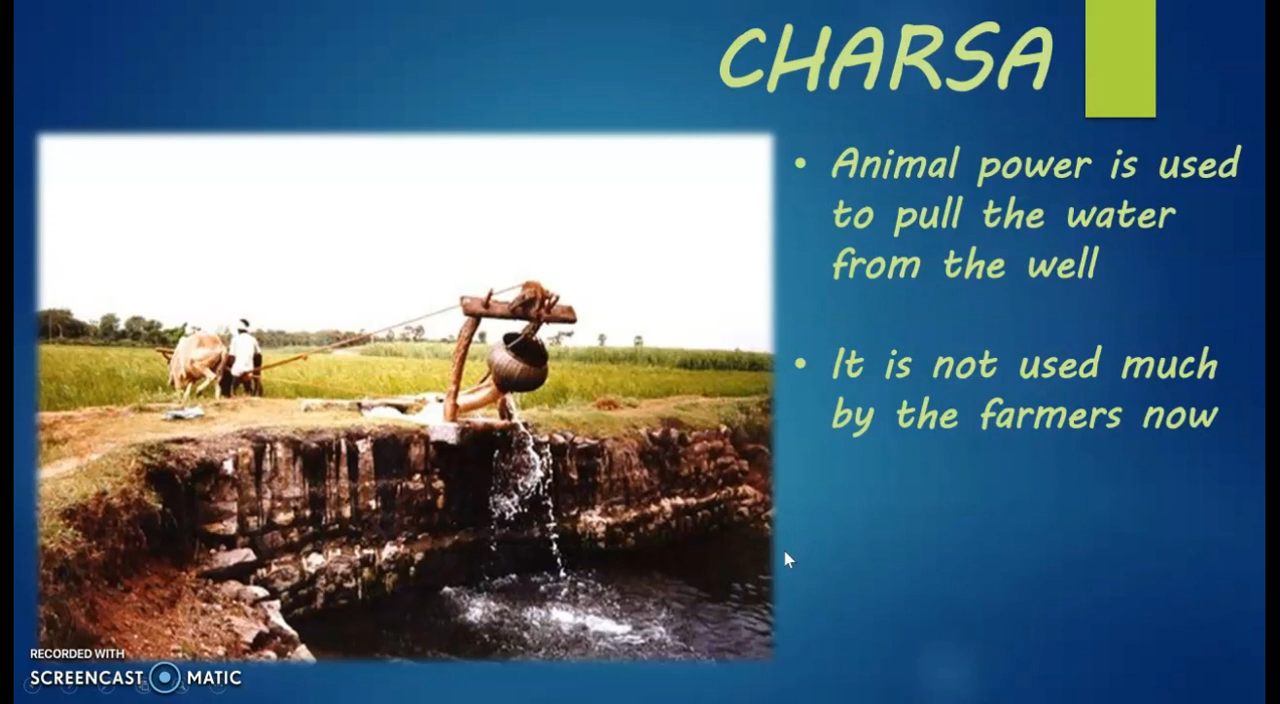 CHARSA
• Animal power is used
to pull the water
from the well
• It is not used much
by the farmers now
RECORDED WITH
SCREENCAST MATIC